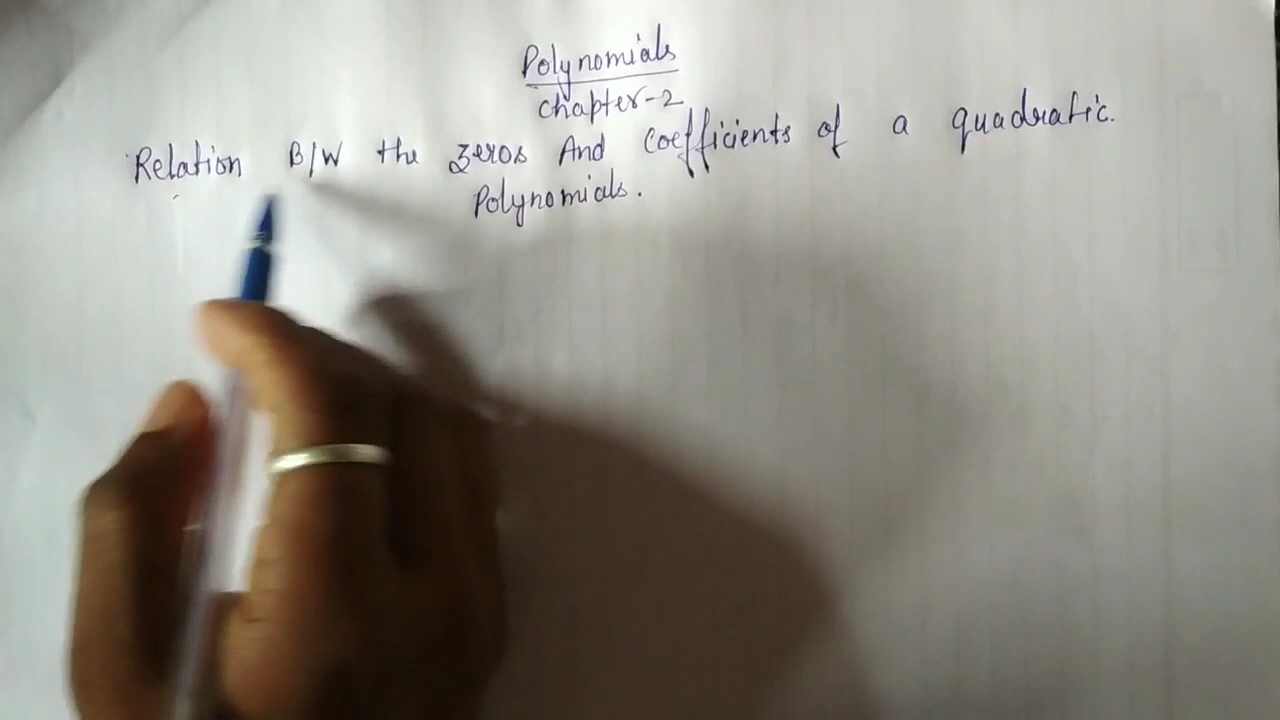 Polynomials
chapter-2
Relation B/W the zeros And Coefficients of a quadratic.
Polynomials.